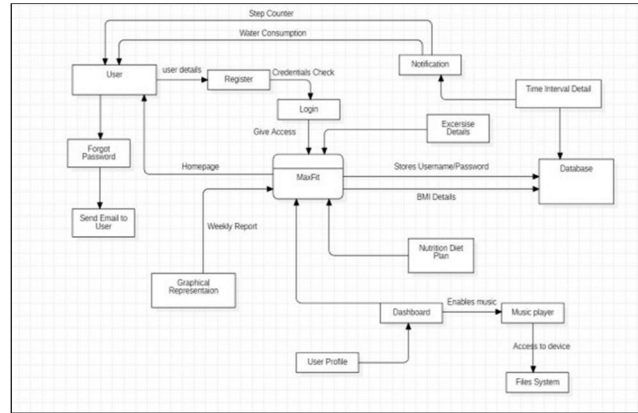 Step Counter
Water Consumption
User
user details
Register
Credentials Check
Notification
Time Interval Detail
Login
Give Access
Excersise
Details
Forgot
Password
Homepage
MaxFit
Stores Username/Password
Database
BMI Details
Send Email to
User
Weekly Report
Nutrition Diet
Plan
Graphical
Representaion
Dashboard
Enables music
Music player
Access to device
User Profile
Files System